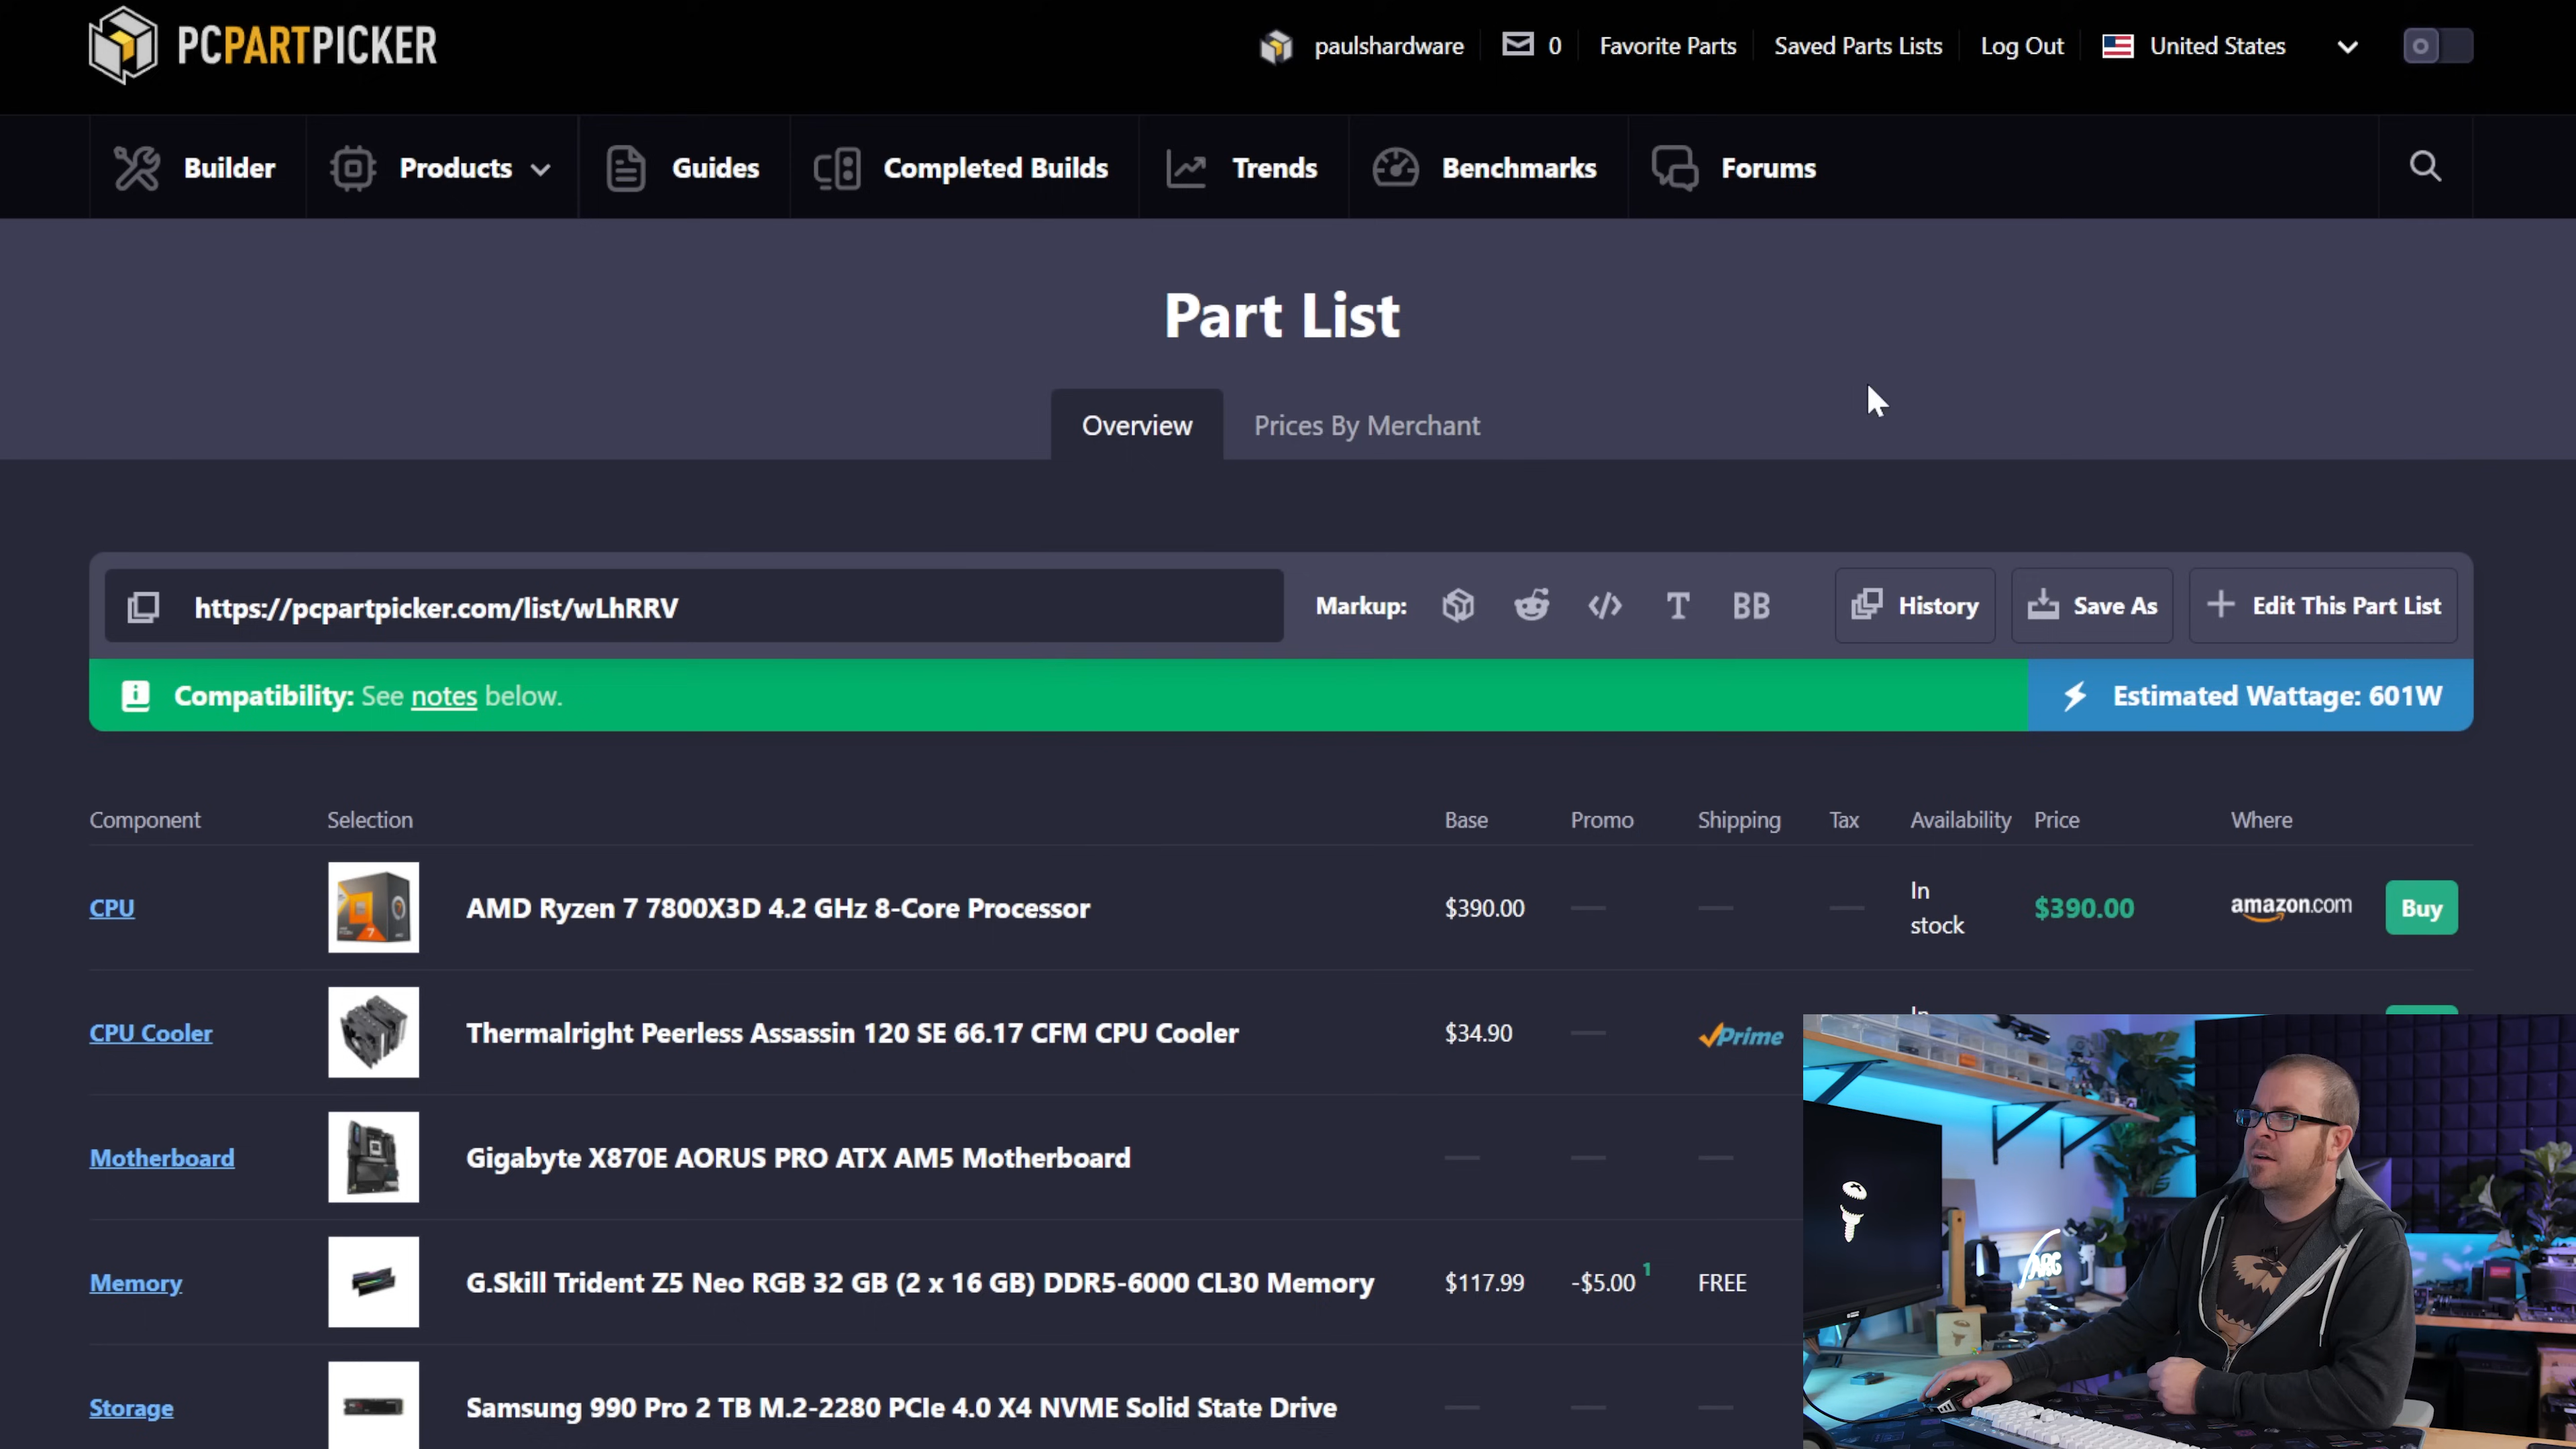 PCPARTPICKER
paulshardware 0 Favorite Parts Saved Parts Lists Log Out United States
Builder Products Guides Completed Builds Trends Benchmarks Forums
Part List
Overview Prices By Merchant
https://pcpartpicker.com/list/wLhRRV Markup: T BB History Save As Edit This Part List
Compatibility: See notes below. Estimated Wattage: 601W
Component Selection Base Promo Shipping Tax Availability Price Where
CPU AMD Ryzen 7 7800X3D 4.2 GHz 8-Core Processor $390.00 — — — In stock $390.00 amazon.com Buy
CPU Cooler Thermalright Peerless Assassin 120 SE 66.17 CFM CPU Cooler $34.90 — Prime In
Motherboard Gigabyte X870E AORUS PRO ATX AM5 Motherboard — — —
Memory G.Skill Trident Z5 Neo RGB 32 GB (2 x 16 GB) DDR5-6000 CL30 Memory $117.99 -$5.00 1 FREE
ARC
Storage Samsung 990 Pro 2 TB M.2-2280 PCIe 4.0 X4 NVME Solid State Drive — — —